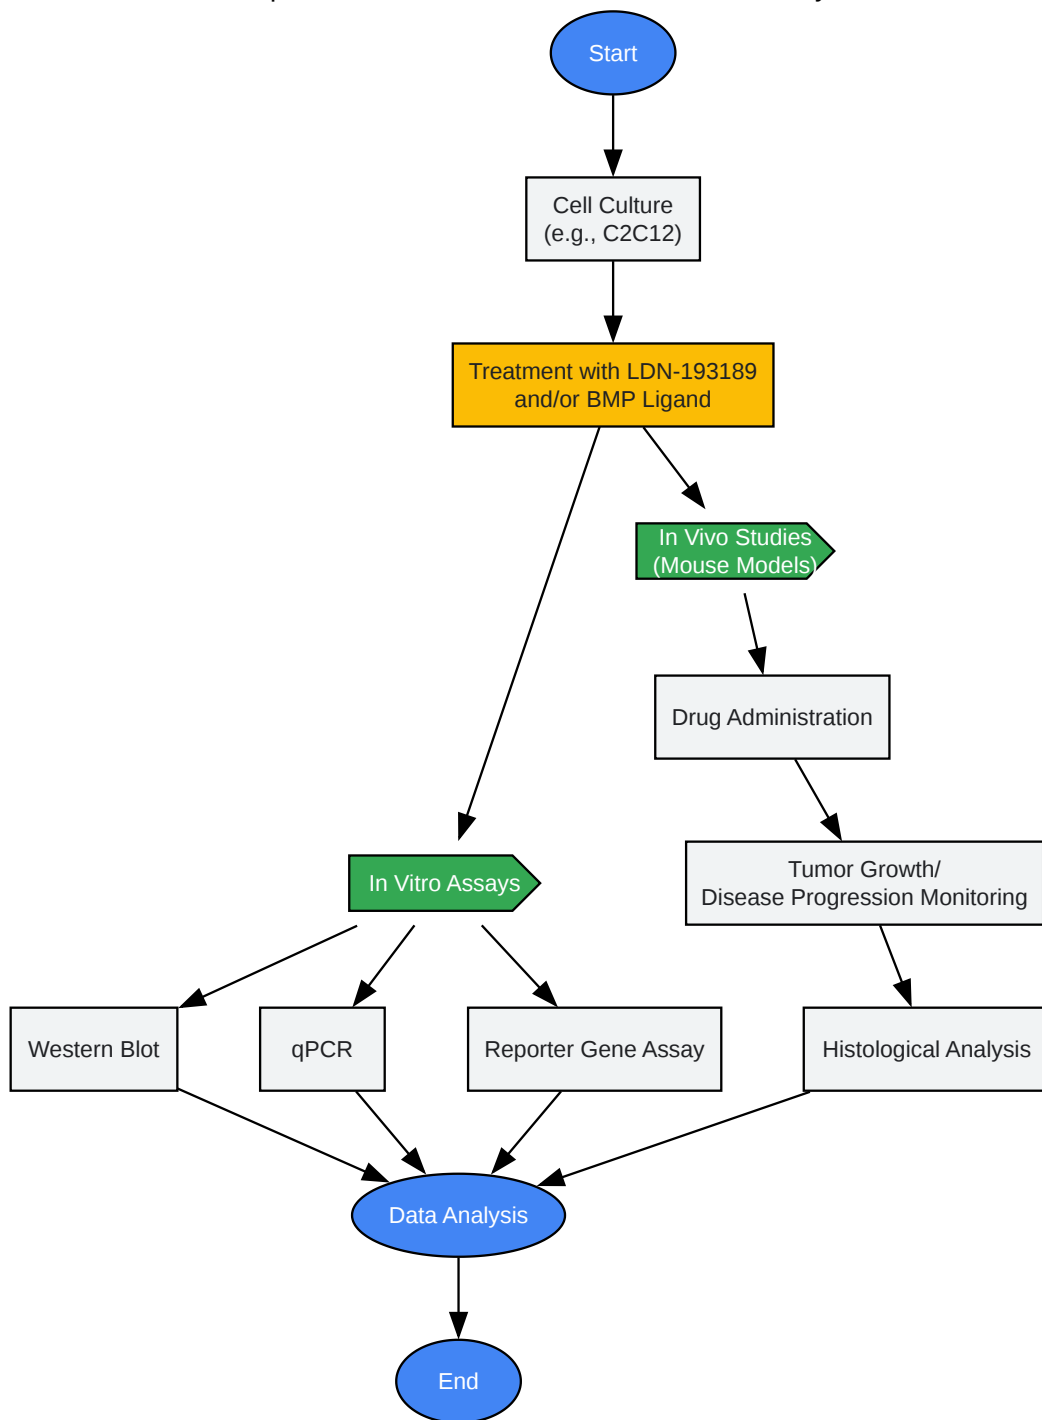 Start
Cell Culture
(e.g., C2C12)
Treatment with LDN-193189
and/or BMP Ligand
In Vivo Studies
(Mouse Models)
Drug Administration
In Vitro Assays
Tumor Growth/
Disease Progression Monitoring
Western Blot
qPCR
Reporter Gene Assay
Histological Analysis
Data Analysis
End